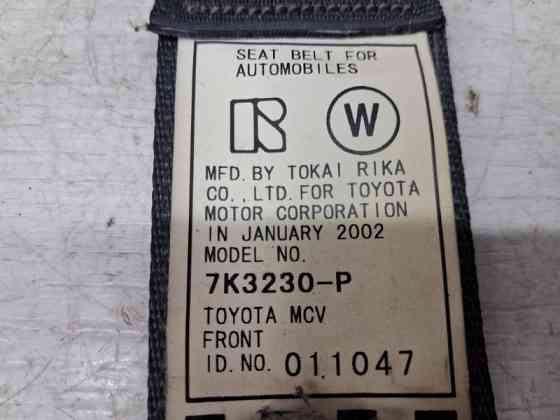 SEAT BELT FOR
AUTOMOBILES
R W
MFD. BY TOKAI RIKA
CO., LTD. FOR TOYOTA
MOTOR CORPORATION
IN JANUARY 2002
MODEL NO.
7K3230-P
TOYOTA MCV
FRONT
ID. NO. 011047